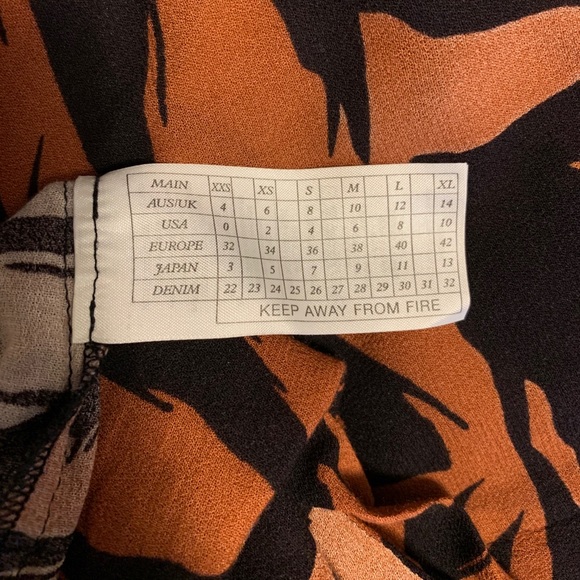 MAIN XXS XS S M L XL
AUS/UK 4 6 8 10 12 14
USA 0 2 4 6 8 10
EUROPE 32 34 36 38 40 42
JAPAN 3 5 7 9 11 13
DENIM 22 23 24 25 26 27 28 29 30 31 32
KEEP AWAY FROM FIRE